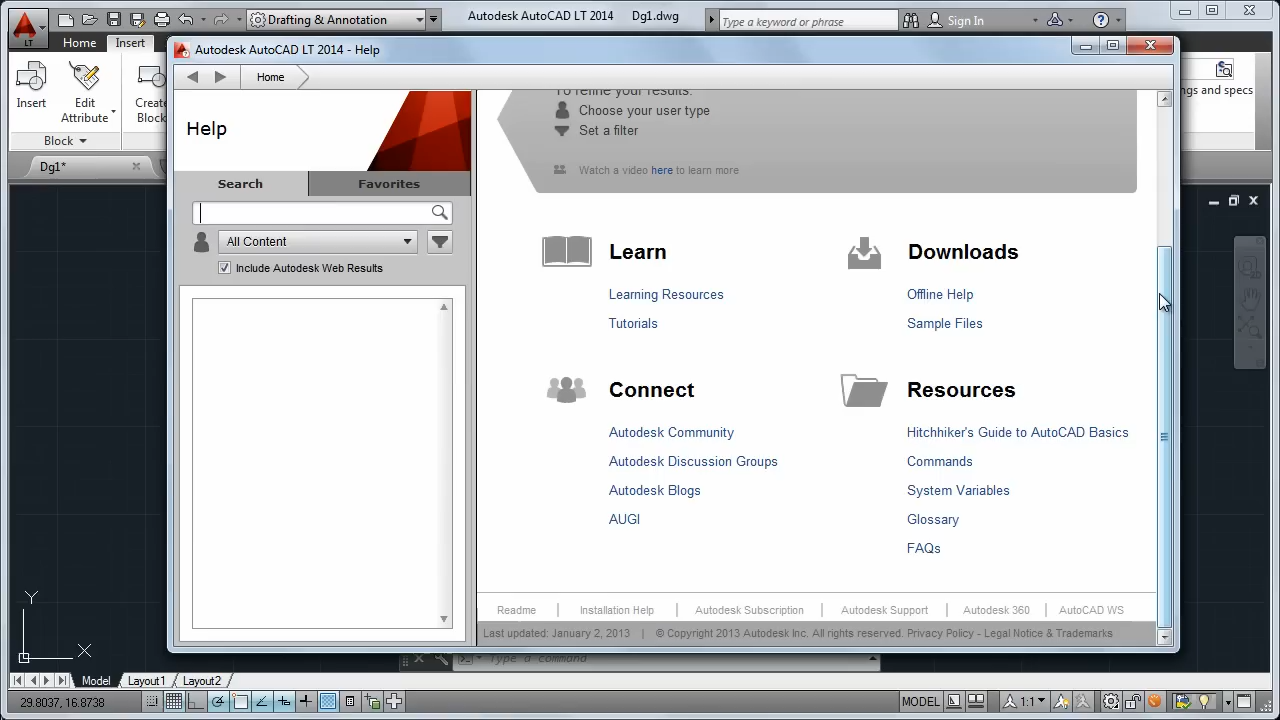 Drafting & Annotation
Autodesk AutoCAD LT 2014 Dg1.dwg
Type a keyword or phrase
Sign In
LT
Home
Insert
Autodesk AutoCAD LT 2014 - Help
Insert
Edit
Attribute
Create
Block
Block
ngs and specs
Dg1*
Home
Help
Search
Favorites
All Content
Include Autodesk Web Results
To refine your results:
Choose your user type
Set a filter
Watch a video here to learn more
Learn
Learning Resources
Tutorials
Downloads
Offline Help
Sample Files
Connect
Autodesk Community
Autodesk Discussion Groups
Autodesk Blogs
AUGI
Resources
Hitchhiker's Guide to AutoCAD Basics
Commands
System Variables
Glossary
FAQs
Readme | Installation Help | Autodesk Subscription | Autodesk Support | Autodesk 360 | AutoCAD WS
Last updated: January 2, 2013 | © Copyright 2013 Autodesk Inc. All rights reserved. Privacy Policy - Legal Notice & Trademarks
Y
X
Type a command
Model Layout1 Layout2
29.8037, 16.8738
MODEL
1:1